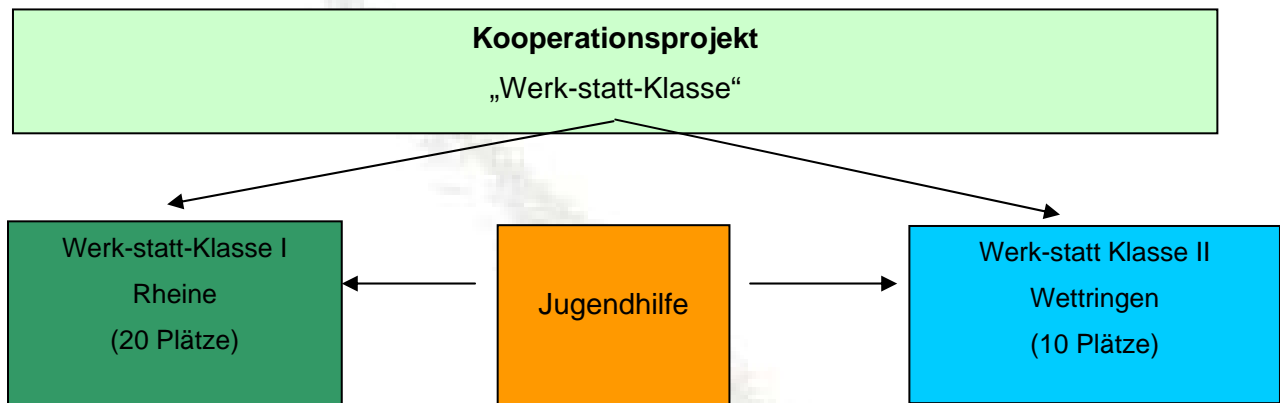 Kooperationsprojekt
„Werk-statt-Klasse“
Werk-statt-Klasse I
Rheine
(20 Plätze)
Jugendhilfe
Werk-statt Klasse II
Wettringen
(10 Plätze)